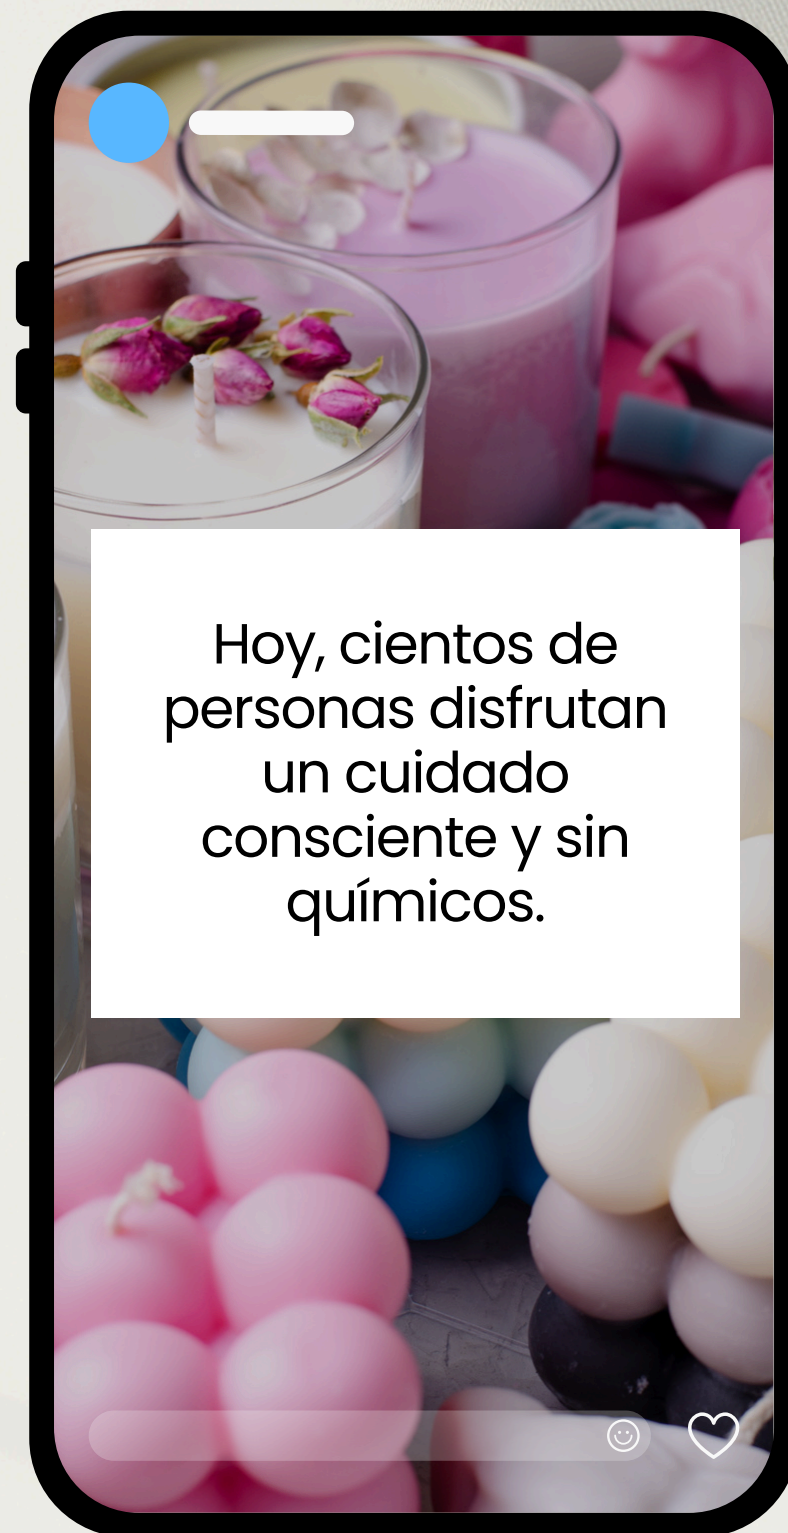 Hoy, cientos de
personas disfrutan
un cuidado
consciente y sin
químicos.